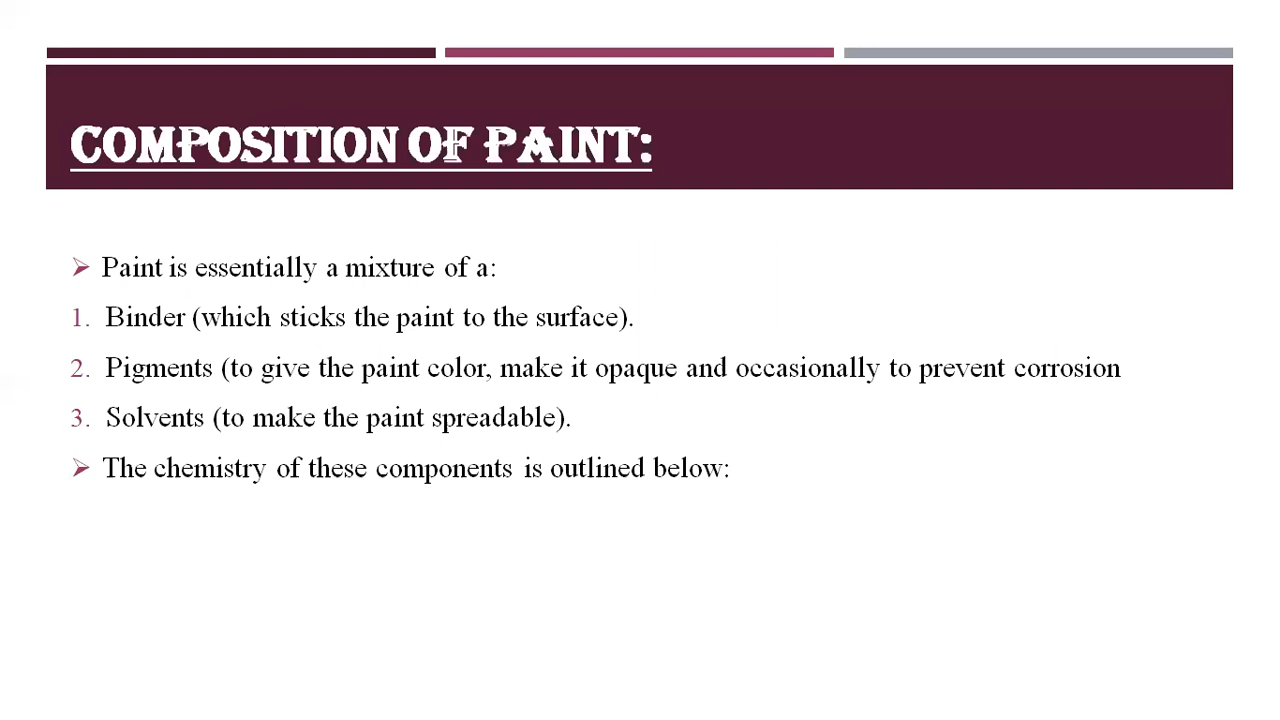 COMPOSITION OF PAINT:
➢ Paint is essentially a mixture of a:
1. Binder (which sticks the paint to the surface).
2. Pigments (to give the paint color, make it opaque and occasionally to prevent corrosion
3. Solvents (to make the paint spreadable).
➢ The chemistry of these components is outlined below: